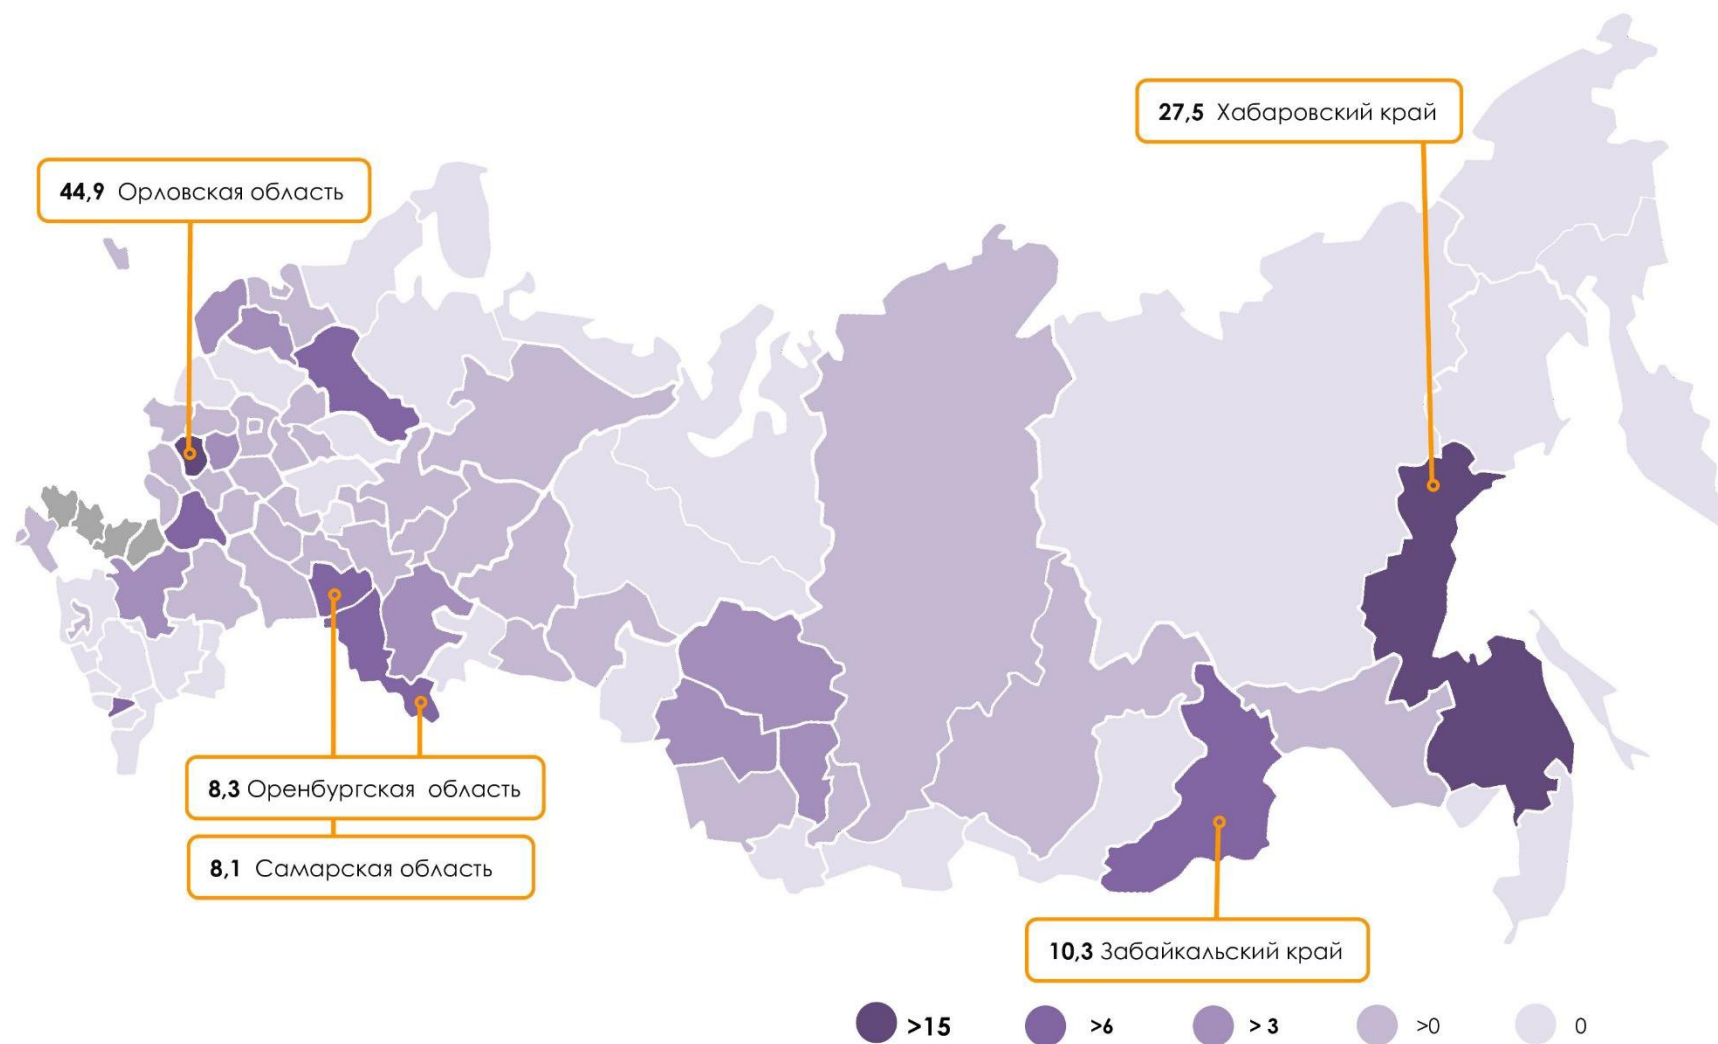 27,5 Хабаровский край
44,9 Орловская область
8,3 Оренбургская область
8,1 Самарская область
10,3 Забайкальский край
>15 >6 > 3 >0 0